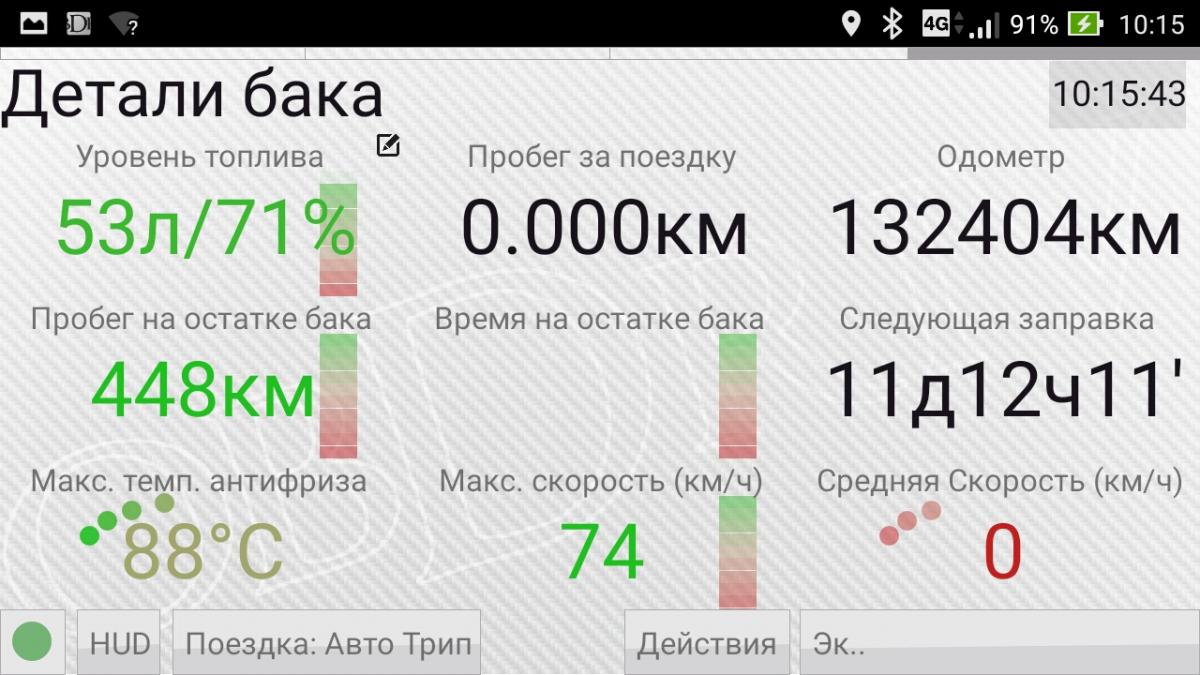 4G 91% 10:15
Детали бака
10:15:43
Уровень топлива
Пробег за поездку
Одометр
53л/71%
0.000км
132404км
Пробег на остатке бака
Время на остатке бака
Следующая заправка
448км
11д12ч11'
Макс. темп. антифриза
Макс. скорость (км/ч)
Средняя Скорость (км/ч)
88°C
74
0
HUD
Поездка: Авто Трип
Действия
Эк..